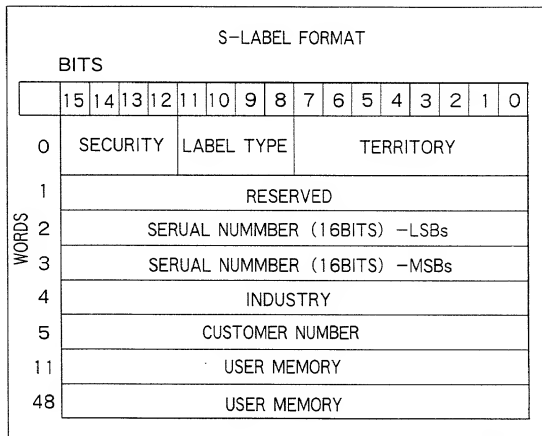 S-LABEL FORMAT
BITS
15 14 13 12 11 10 9 8 7 6 5 4 3 2 1 0
WORDS
0 SECURITY LABEL TYPE TERRITORY
1 RESERVED
2 SERUAL NUMMBER (16BITS) -LSBs
3 SERUAL NUMMBER (16BITS) -MSBs
4 INDUSTRY
5 CUSTOMER NUMBER
11 USER MEMORY
48 USER MEMORY